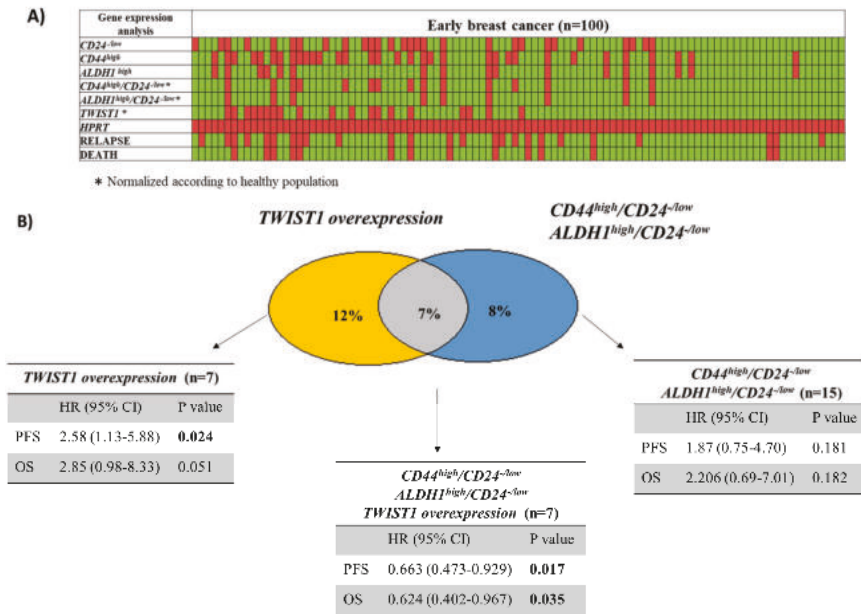 A)
Gene expression
analysis
Early breast cancer (n=100)
CD24-/low
CD44high
ALDH1 high
CD44high/CD24-/low*
ALDH1high/CD24-/low*
TWIST1 *
HPRT
RELAPSE
DEATH
* Normalized according to healthy population
B)
TWIST1 overexpression
CD44high/CD24-/low
ALDH1high/CD24-/low
12%
7%
8%
TWIST1 overexpression (n=7)
HR (95% CI) P value
PFS 2.58 (1.13-5.88) 0.024
OS 2.85 (0.98-8.33) 0.051
CD44high/CD24-/low
ALDH1high/CD24-/low
TWIST1 overexpression (n=7)
HR (95% CI) P value
PFS 0.663 (0.473-0.929) 0.017
OS 0.624 (0.402-0.967) 0.035
CD44high/CD24-/low
ALDH1high/CD24-/low (n=15)
HR (95% CI) P value
PFS 1.87 (0.75-4.70) 0.181
OS 2.206 (0.69-7.01) 0.182